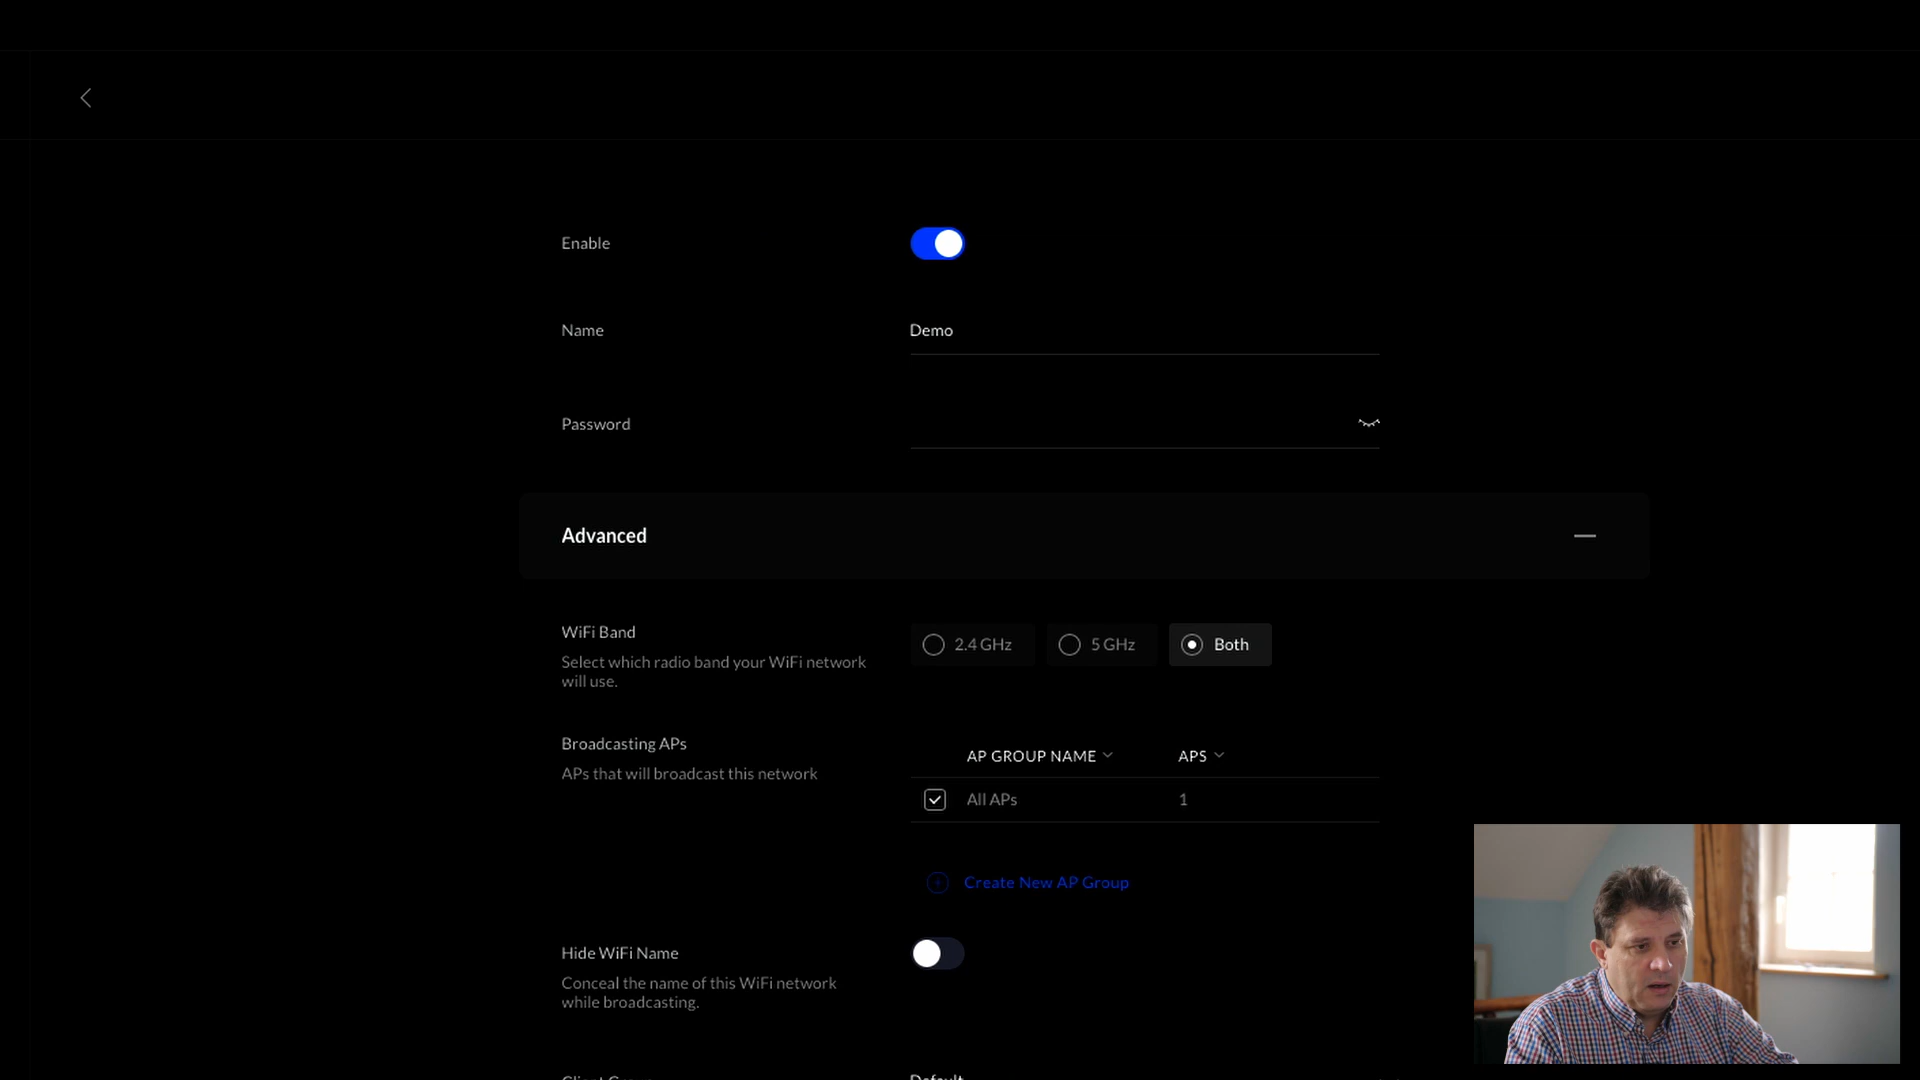 Enable
Name
Demo
Password
Advanced
WiFi Band
Select which radio band your WiFi network
will use.
2.4 GHz
5 GHz
Both
Broadcasting APs
APs that will broadcast this network
AP GROUP NAME
APS
All APs
1
Create New AP Group
Hide WiFi Name
Conceal the name of this WiFi network
while broadcasting.
Default